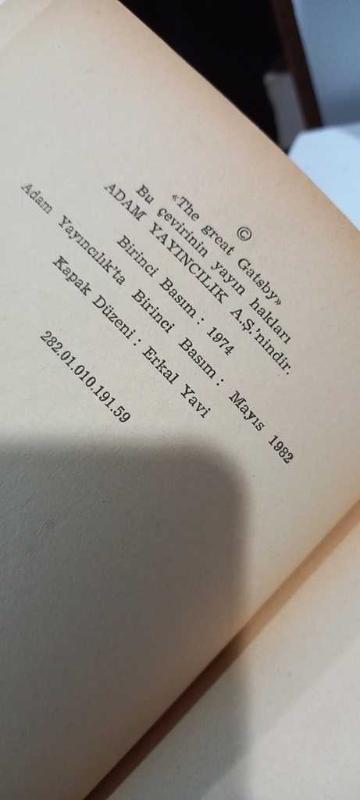 ©
«The great Gatsby»
Bu çevirinin yayın hakları
ADAM YAYINCILIK A.Ş.'nindir.
Birinci Basım : 1974
Adam Yayıncılık'ta Birinci Basım : Mayıs 1982
Kapak Düzeni : Erkal Yavi
282.01.010.191.59